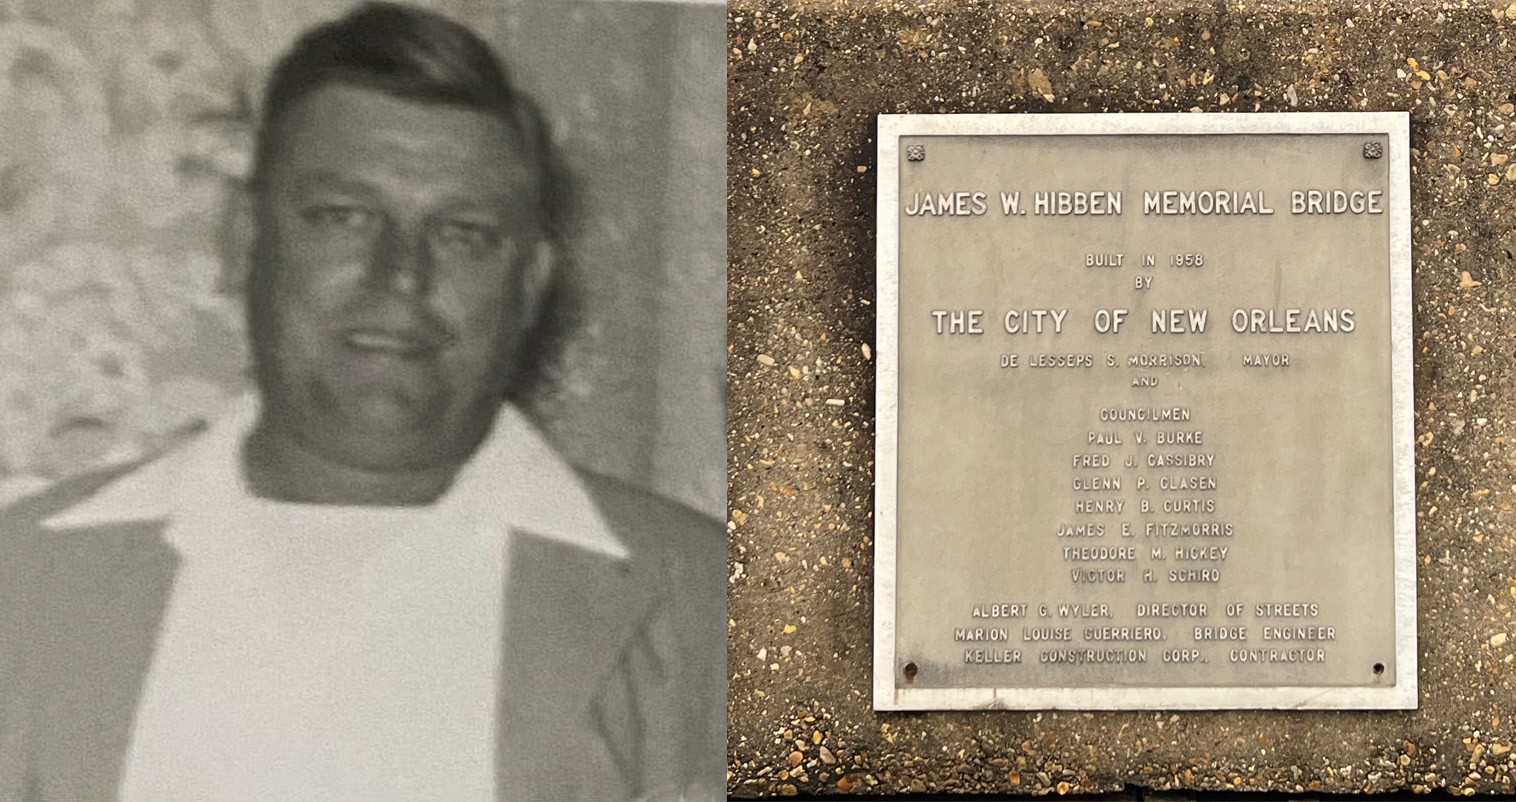 JAMES W. HIBBEN MEMORIAL BRIDGE
BUILT IN 1958
BY
THE CITY OF NEW ORLEANS
DE LESSEPS S. MORRISON, MAYOR
AND
COUNCILMEN
PAUL V. BURKE
FRED J. CASSIBRY
GLENN P. CLASEN
HENRY B. CURTIS
JAMES E. FITZMORRIS
THEODORE M. HICKEY
VICTOR H. SCHIRO
ALBERT G. WYLER, DIRECTOR OF STREETS
MARION LOUISE GUERRIERO, BRIDGE ENGINEER
KELLER CONSTRUCTION CORP., CONTRACTOR